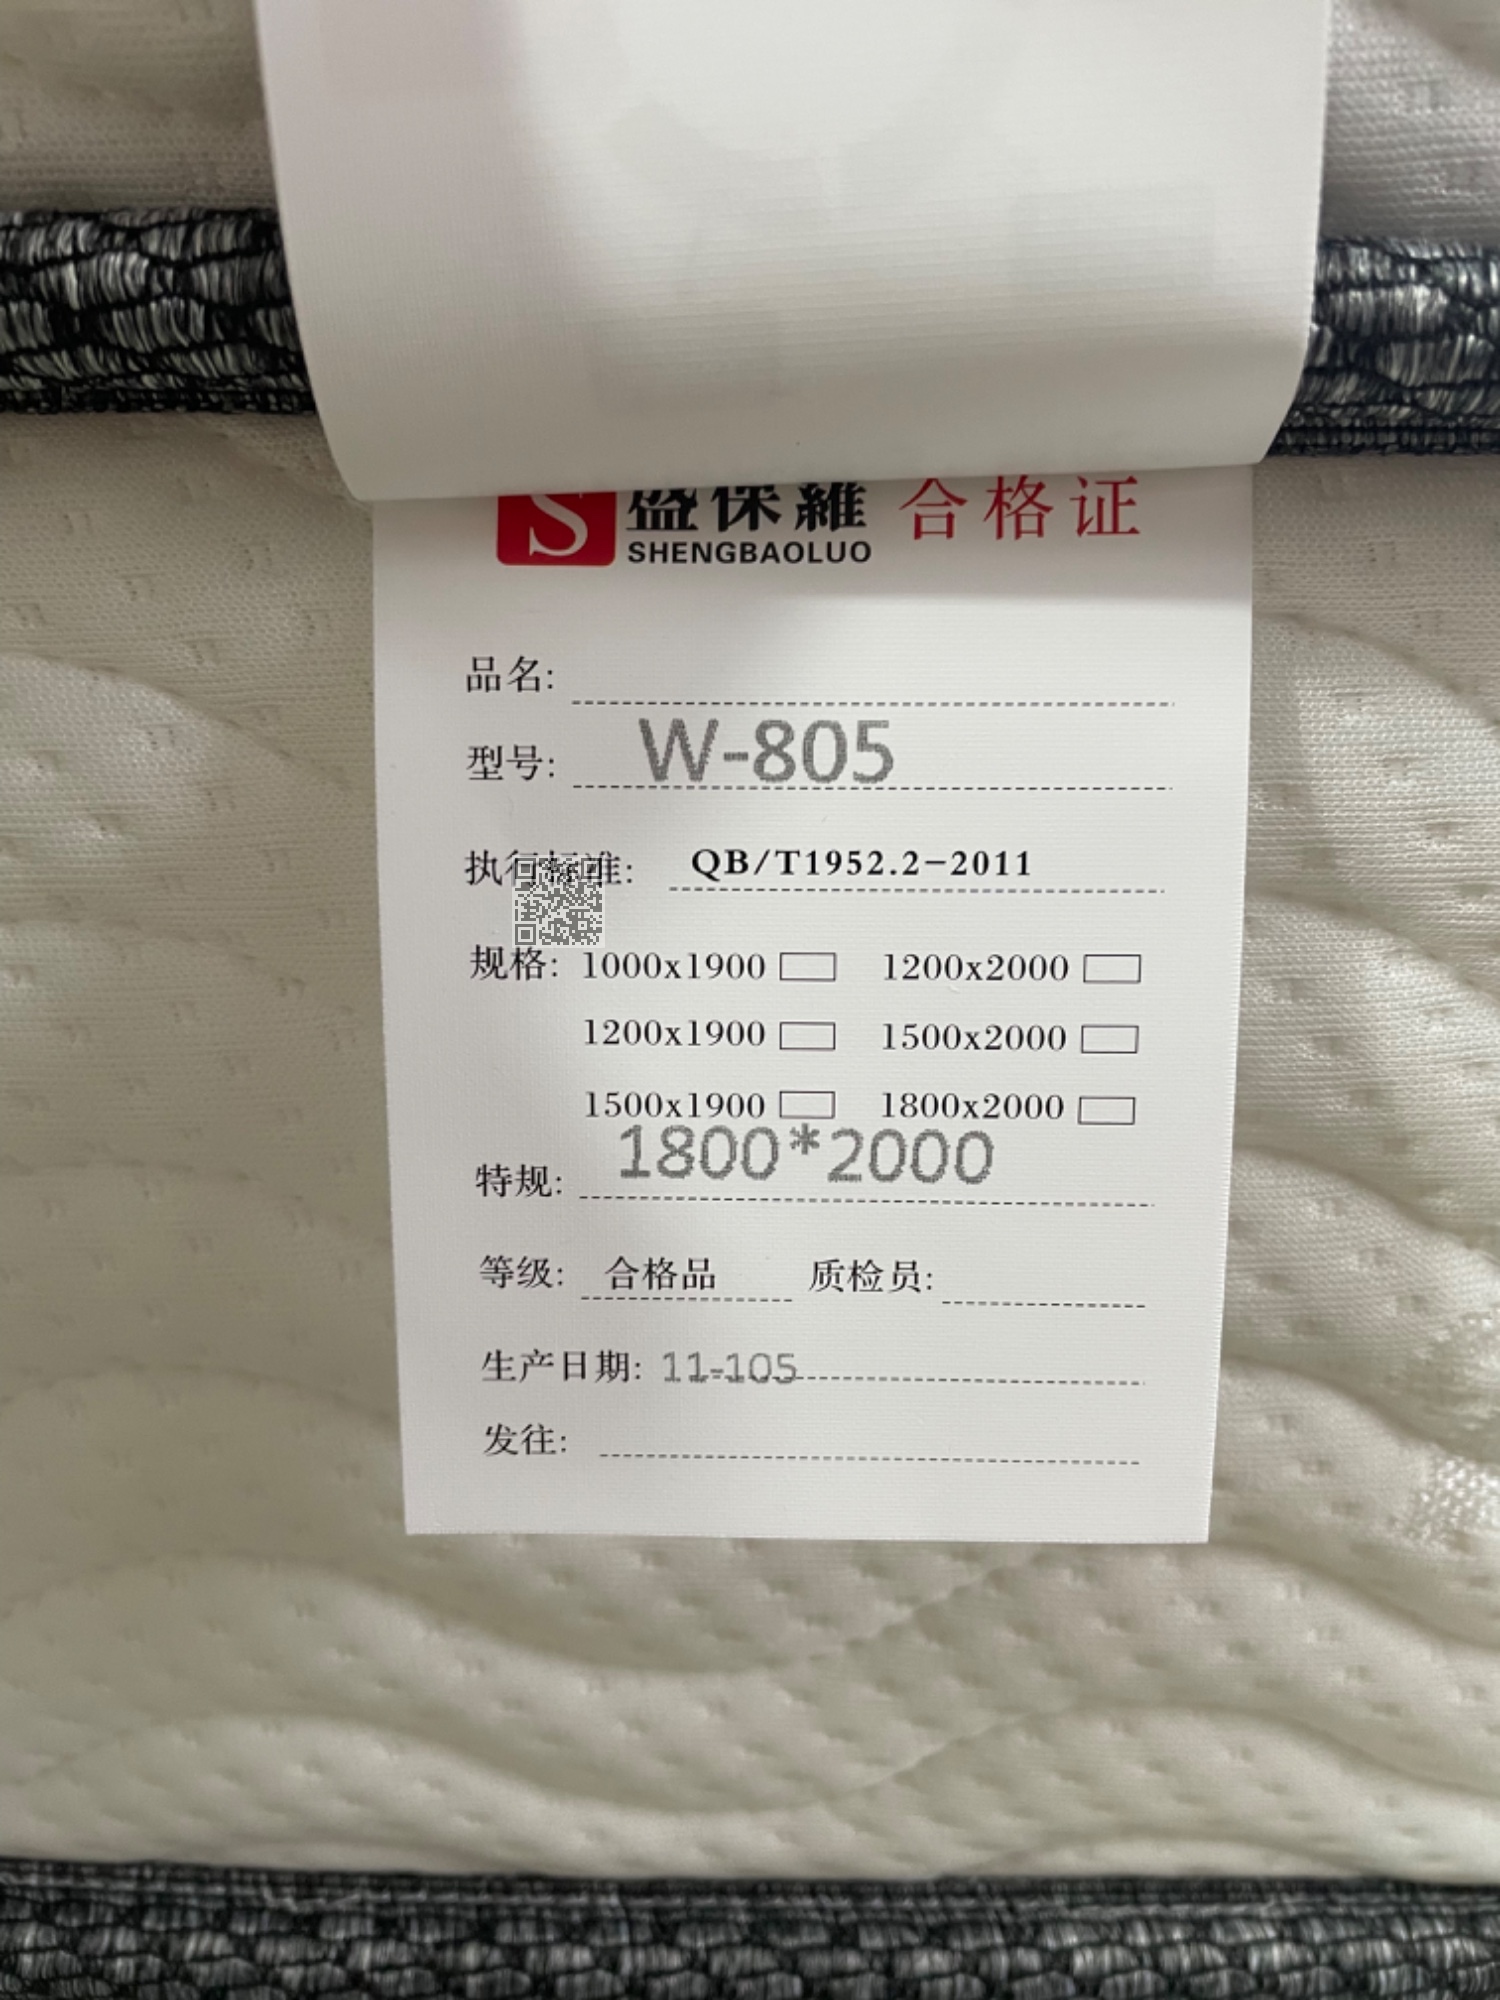 S 盛保羅 合格证
SHENGBAOLUO
品名:
型号: W-805
执行标准: QB/T1952.2-2011
规格: 1000x1900 1200x2000
1200x1900 1500x2000
1500x1900 1800x2000
特规: 1800*2000
等级: 合格品 质检员:
生产日期: 11-105
发往: